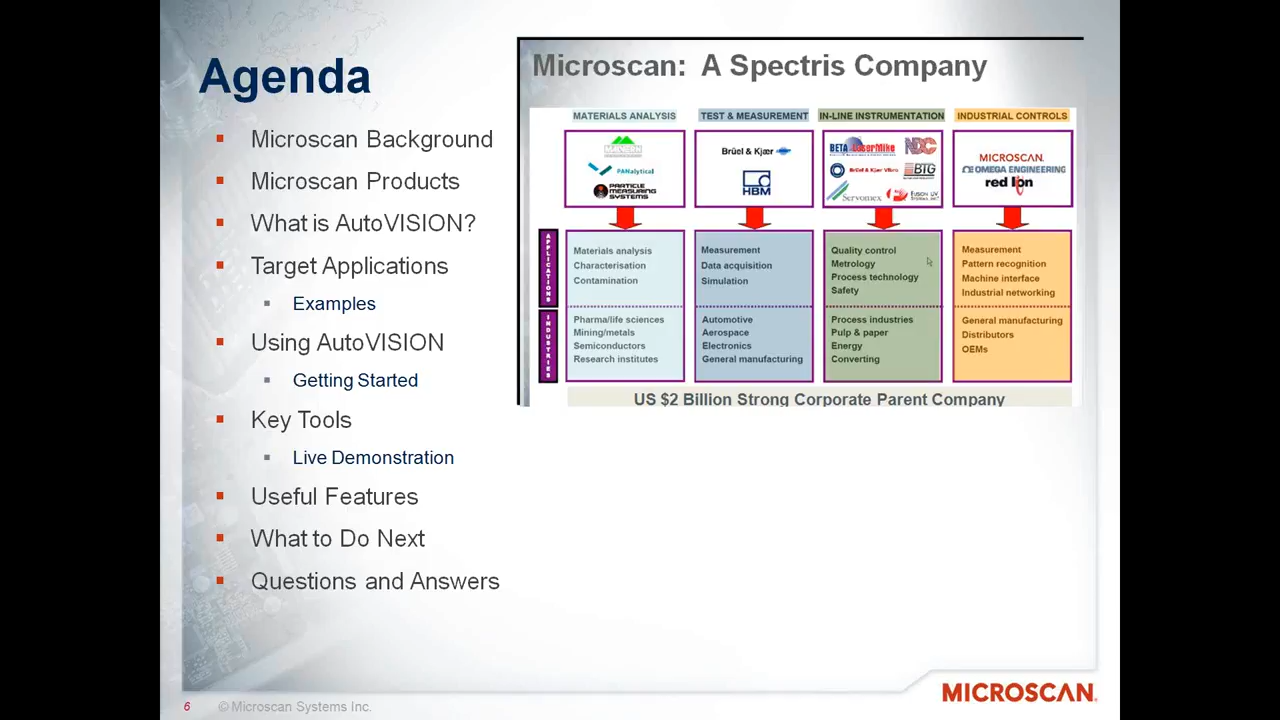 Agenda
Microscan Background
Microscan Products
What is AutoVISION?
Target Applications
Examples
Using AutoVISION
Getting Started
Key Tools
Live Demonstration
Useful Features
What to Do Next
Questions and Answers
Microscan: A Spectris Company
MATERIALS ANALYSIS
TEST & MEASUREMENT
IN-LINE INSTRUMENTATION
INDUSTRIAL CONTROLS
PANalytical
PARTICLE
MEASURING
SYSTEMS
Brüel & Kjær
HBM
BETA LaserMike
NDC
Brüel & Kjær Vibro
BTG
Servomex
MICROSCAN.
OMEGA ENGINEERING
red lion
APPLICATIONS
Materials analysis
Characterisation
Contamination
Measurement
Data acquisition
Simulation
Quality control
Metrology
Process technology
Safety
Measurement
Pattern recognition
Machine interface
Industrial networking
INDUSTRIES
Pharma/life sciences
Mining/metals
Semiconductors
Research institutes
Automotive
Aerospace
Electronics
General manufacturing
Process industries
Pulp & paper
Energy
Converting
General manufacturing
Distributors
OEMs
US $2 Billion Strong Corporate Parent Company
6
© Microscan Systems Inc.
MICROSCAN.